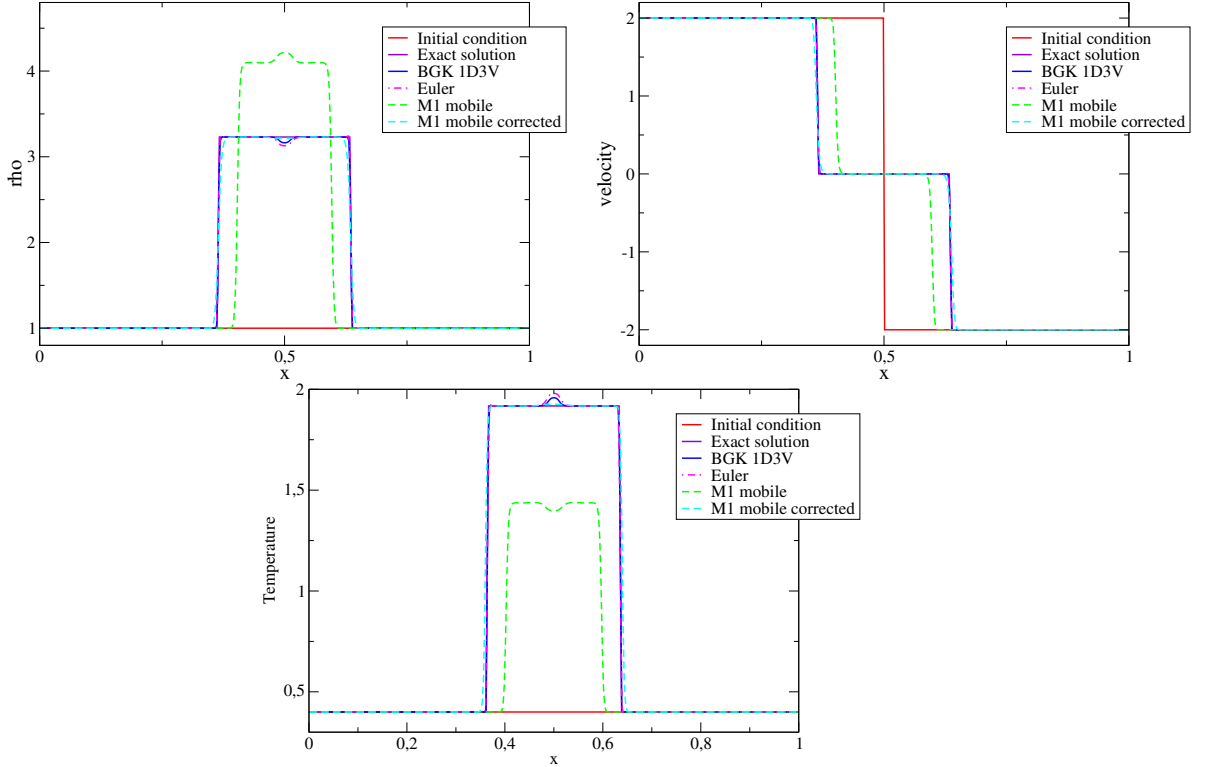 4
3
2
1
rho
0
0,5
1
x
Initial condition
Exact solution
BGK 1D3V
Euler
M1 mobile
M1 mobile corrected
2
1
0
-1
-2
velocity
0
0,5
1
x
Initial condition
Exact solution
BGK 1D3V
Euler
M1 mobile
M1 mobile corrected
2
1,5
1
0,5
Temperature
0
0,2
0,4
0,6
0,8
1
x
Initial condition
Exact solution
BGK 1D3V
Euler
M1 mobile
M1 mobile corrected